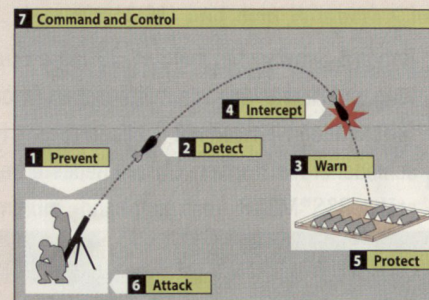 7 Command and Control
4 Intercept
2 Detect
1 Prevent
3 Warn
5 Protect
6 Attack